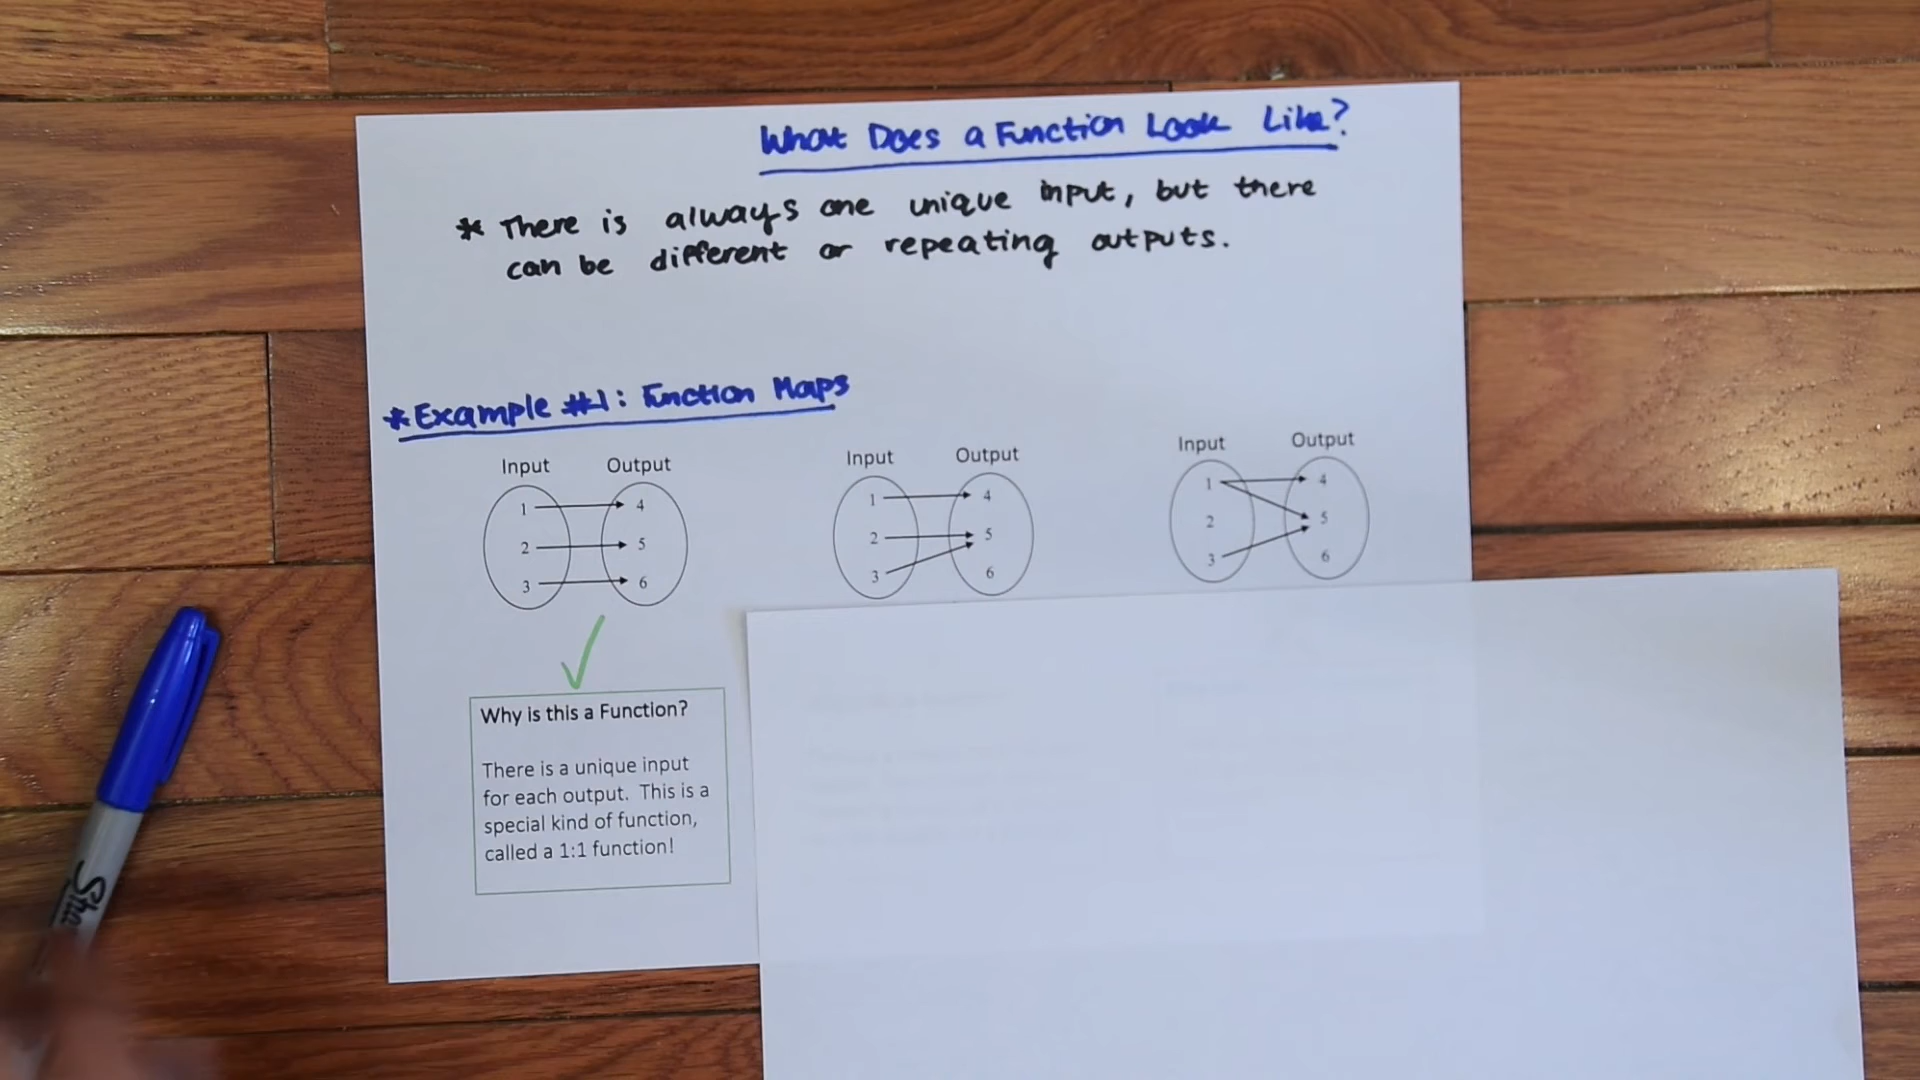 What Does a Function Look Like?
* There is always one unique input, but there
can be different or repeating outputs.
*Example #1: Function Maps
Input Output
1 4
2 5
3 6
Input Output
1 4
2 5
3 6
Input Output
1 4
2 5
3 6
Why is this a Function?
There is a unique input
for each output. This is a
special kind of function,
called a 1:1 function!